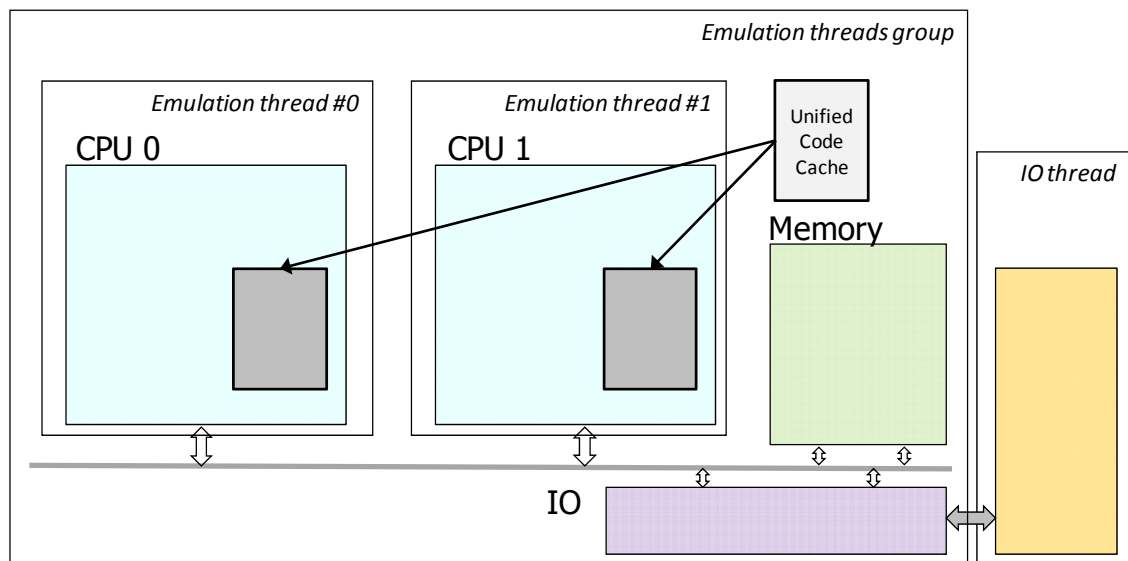 Emulation threads group
Emulation thread #0
Emulation thread #1
Unified
Code
Cache
CPU 0
CPU 1
IO thread
Memory
IO